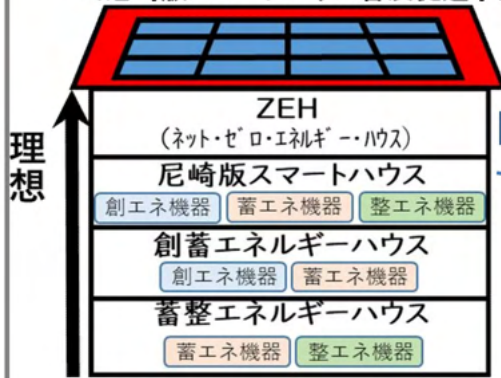 理想
ZEH
(ﾈｯﾄ・ｾﾞﾛ・ｴﾈﾙｷﾞｰ・ﾊｳｽ)
尼崎版スマートハウス
創エネ機器 蓄エネ機器 整エネ機器
創蓄エネルギーハウス
創エネ機器 蓄エネ機器
蓄整エネルギーハウス
蓄エネ機器 整エネ機器